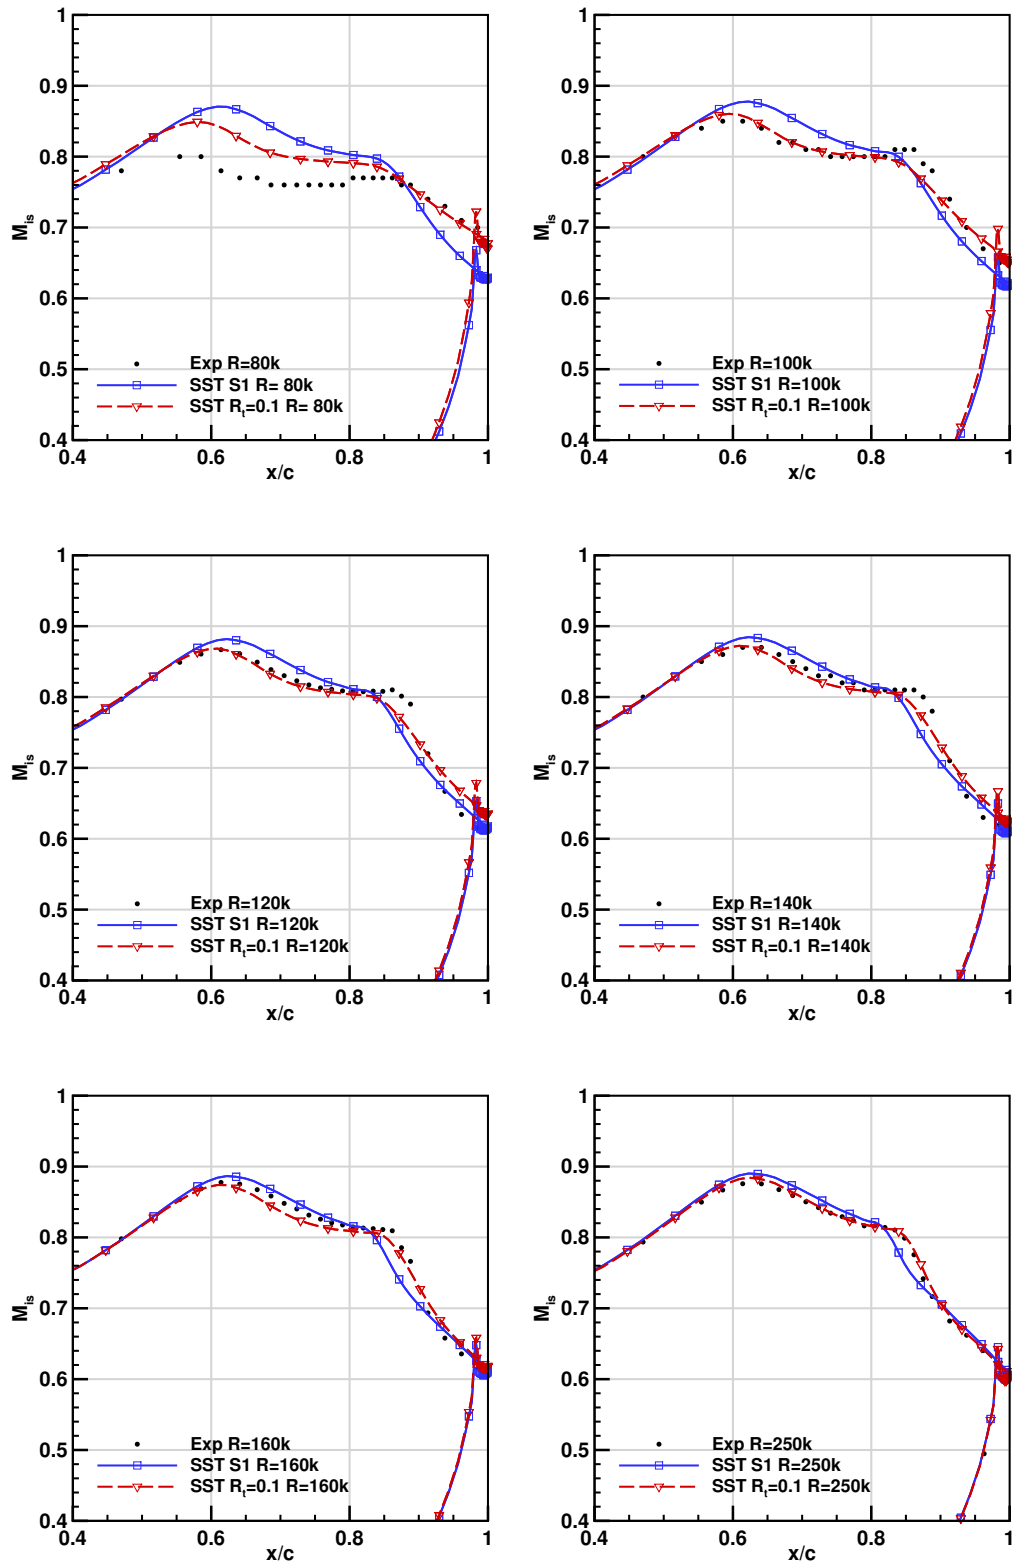 1
0.9
0.8
0.7
0.6
0.5
0.4
M_is
Exp R=80k
SST S1 R= 80k
SST R_t=0.1 R= 80k
0.4 0.6 0.8 1
x/c
1
0.9
0.8
0.7
0.6
0.5
0.4
M_is
Exp R=100k
SST S1 R=100k
SST R_t=0.1 R=100k
0.4 0.6 0.8 1
x/c
1
0.9
0.8
0.7
0.6
0.5
0.4
M_is
Exp R=120k
SST S1 R=120k
SST R_t=0.1 R=120k
0.4 0.6 0.8 1
x/c
1
0.9
0.8
0.7
0.6
0.5
0.4
M_is
Exp R=140k
SST S1 R=140k
SST R_t=0.1 R=140k
0.4 0.6 0.8 1
x/c
1
0.9
0.8
0.7
0.6
0.5
0.4
M_is
Exp R=160k
SST S1 R=160k
SST R_t=0.1 R=160k
0.4 0.6 0.8 1
x/c
1
0.9
0.8
0.7
0.6
0.5
0.4
M_is
Exp R=250k
SST S1 R=250k
SST R_t=0.1 R=250k
0.4 0.6 0.8 1
x/c